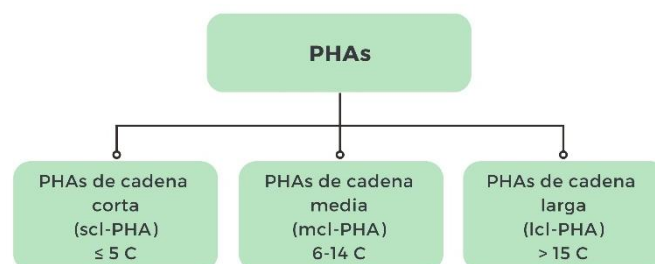 PHAs
PHAs de cadena
corta
(scl-PHA)
≤ 5 C
PHAs de cadena
media
(mcl-PHA)
6-14 C
PHAs de cadena
larga
(lcl-PHA)
> 15 C